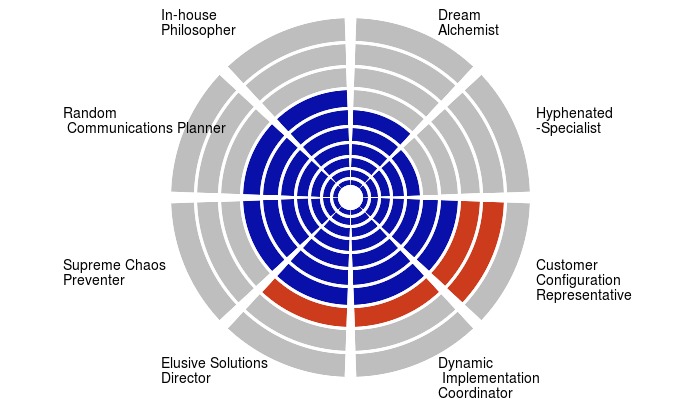 In-house
Philosopher
Dream
Alchemist
Random
Communications Planner
Hyphenated
-Specialist
Supreme Chaos
Preventer
Customer
Configuration
Representative
Elusive Solutions
Director
Dynamic
Implementation
Coordinator